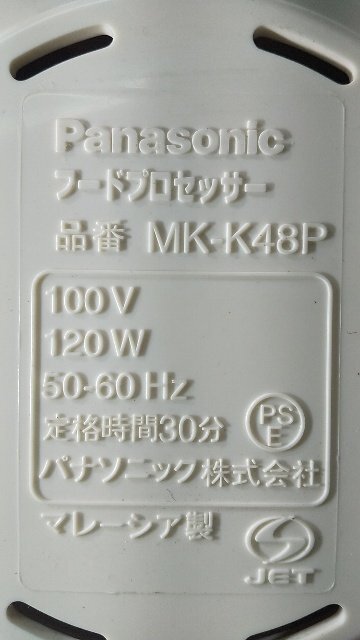 Panasonic
フードプロセッサー
品番 MK-K48P
100V
120W
50-60Hz
定格時間30分
PS
E
パナソニック株式会社
マレーシア製
JET